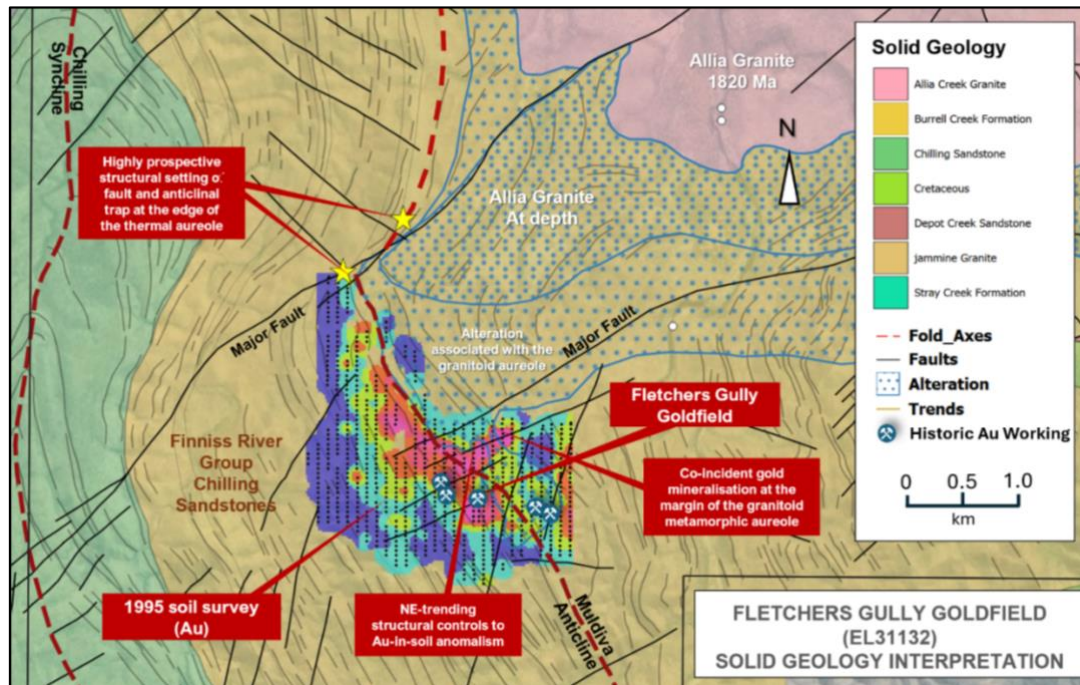 Chilling
Syncline
Allia Granite
1820 Ma
N
Highly prospective
structural setting o
fault and anticlinal
trap at the edge of
the thermal aureole
Allia Granite
At depth
Major Fault
Alteration
associated with the
granitoid aureole
Major Fault
Fletchers Gully
Goldfield
Finniss River
Group
Chilling
Sandstones
Co-incident gold
mineralisation at the
margin of the granitoid
metamorphic aureole
1995 soil survey
(Au)
NE-trending
structural controls to
Au-in-soil anomalism
Muldiva
Anticline
Solid Geology
Allia Creek Granite
Burrell Creek Formation
Chilling Sandstone
Cretaceous
Depot Creek Sandstone
jammine Granite
Stray Creek Formation
Fold_Axes
Faults
Alteration
Trends
Historic Au Working
0 0.5 1.0
km
FLETCHERS GULLY GOLDFIELD
(EL31132)
SOLID GEOLOGY INTERPRETATION